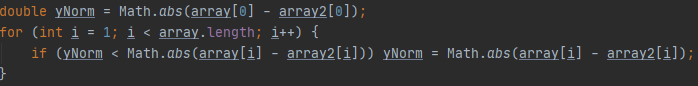 double yNorm = Math.abs(array[0] - array2[0]);
for (int i = 1; i < array.length; i++) {
    if (yNorm < Math.abs(array[i] - array2[i])) yNorm = Math.abs(array[i] - array2[i]);
}